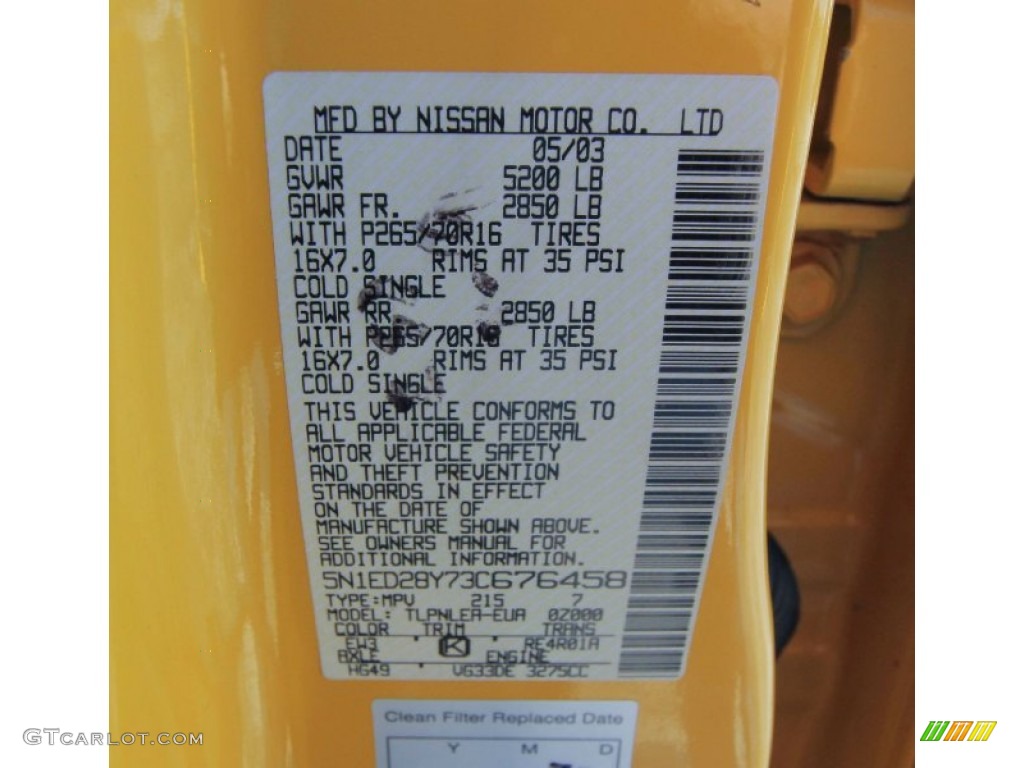 MFD BY NISSAN MOTOR CO. LTD
DATE 05/03
GVWR 5200 LB
GAWR FR. 2850 LB
WITH P265/70R16 TIRES
16X7.0 RIMS AT 35 PSI
COLD SINGLE
GAWR RR 2850 LB
WITH P265/70R16 TIRES
16X7.0 RIMS AT 35 PSI
COLD SINGLE
THIS VEHICLE CONFORMS TO
ALL APPLICABLE FEDERAL
MOTOR VEHICLE SAFETY
AND THEFT PREVENTION
STANDARDS IN EFFECT
ON THE DATE OF
MANUFACTURE SHOWN ABOVE.
SEE OWNERS MANUAL FOR
ADDITIONAL INFORMATION.
5N1ED28Y73C676458
TYPE:MPV 215 7
MODEL: TLPNLEA-EUA 0Z000
COLOR TRIM TRANS
EW3 K RE4R01A
AXLE ENGINE
HG49 VG33DE 3275CC
Clean Filter Replaced Date
Y M D
GTCARLOT.COM